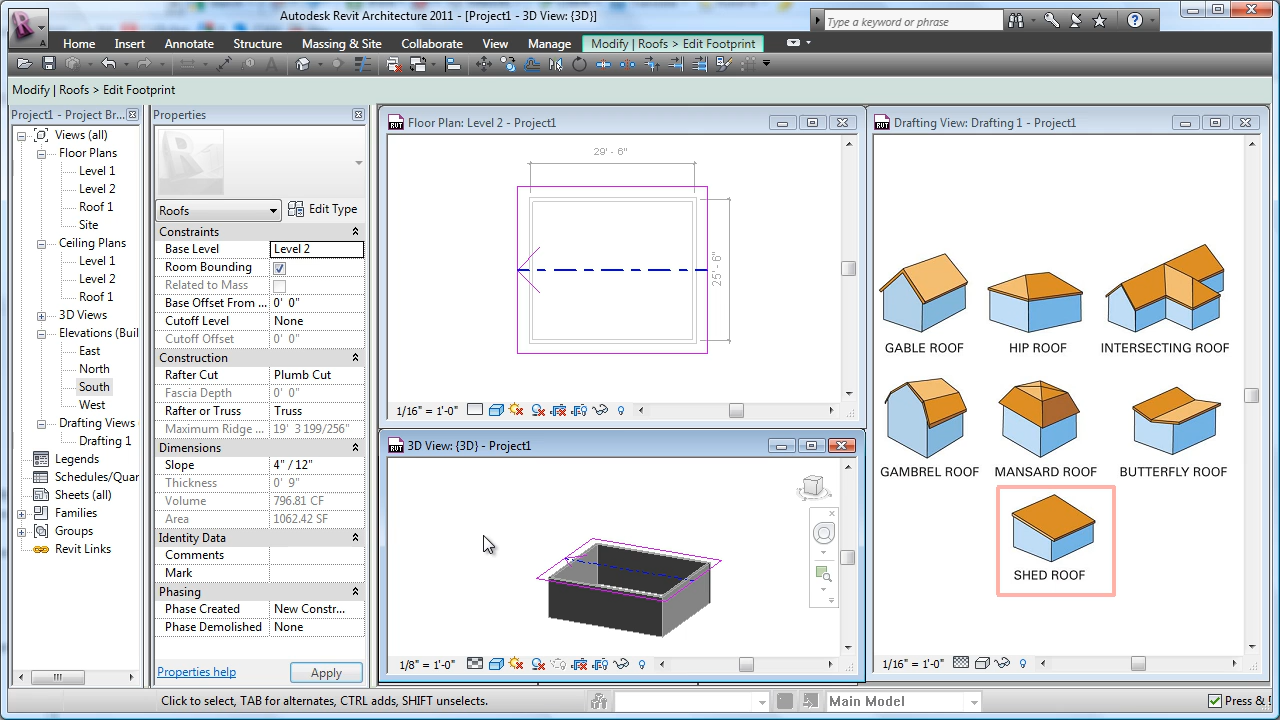 Autodesk Revit Architecture 2011 - [Project1 - 3D View: {3D}]
Type a keyword or phrase
Home Insert Annotate Structure Massing & Site Collaborate View Manage Modify | Roofs > Edit Footprint
Modify | Roofs > Edit Footprint
Project1 - Project Br...
Views (all)
Floor Plans
Level 1
Level 2
Roof 1
Site
Ceiling Plans
Level 1
Level 2
Roof 1
3D Views
Elevations (Buil
East
North
South
West
Drafting Views
Drafting 1
Legends
Schedules/Quar
Sheets (all)
Families
Groups
Revit Links
Properties
Roofs
Edit Type
Constraints
Base Level Level 2
Room Bounding
Related to Mass
Base Offset From ... 0' 0"
Cutoff Level None
Cutoff Offset 0' 0"
Construction
Rafter Cut Plumb Cut
Fascia Depth 0' 0"
Rafter or Truss Truss
Maximum Ridge ... 19' 3 199/256"
Dimensions
Slope 4" / 12"
Thickness 0' 9"
Volume 796.81 CF
Area 1062.42 SF
Identity Data
Comments
Mark
Phasing
Phase Created New Constr...
Phase Demolished None
Properties help
Apply
Floor Plan: Level 2 - Project1
29' - 6"
25' - 6"
1/16" = 1'-0"
3D View: {3D} - Project1
1/8" = 1'-0"
Drafting View: Drafting 1 - Project1
GABLE ROOF HIP ROOF INTERSECTING ROOF
GAMBREL ROOF MANSARD ROOF BUTTERFLY ROOF
SHED ROOF
1/16" = 1'-0"
Click to select, TAB for alternates, CTRL adds, SHIFT unselects.
Main Model
Press &